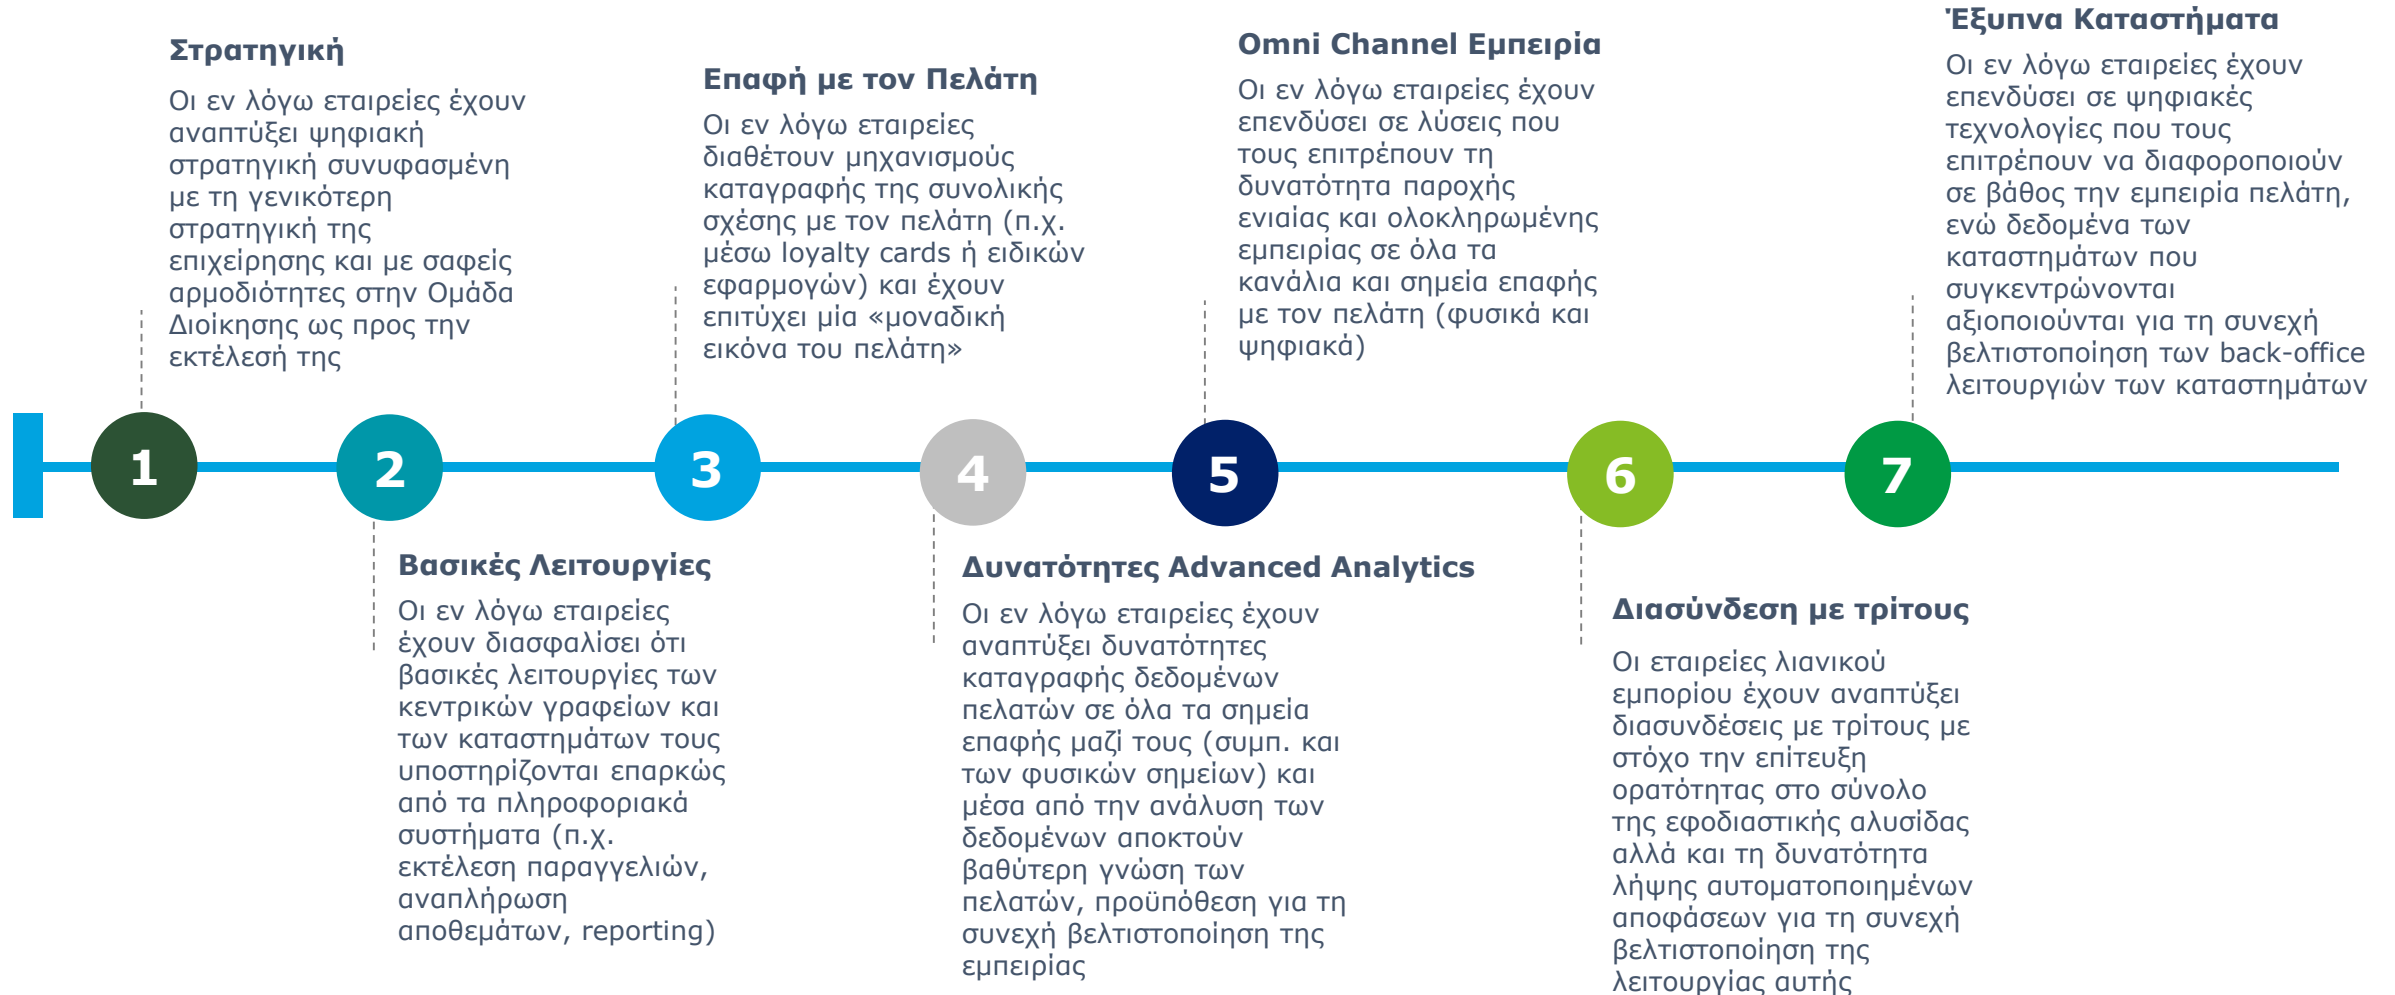 Στρατηγική
Οι εν λόγω εταιρείες έχουν
αναπτύξει ψηφιακή
στρατηγική συνυφασμένη
με τη γενικότερη
στρατηγική της
επιχείρησης και με σαφείς
αρμοδιότητες στην Ομάδα
Διοίκησης ως προς την
εκτέλεσή της
Επαφή με τον Πελάτη
Οι εν λόγω εταιρείες
διαθέτουν μηχανισμούς
καταγραφής της συνολικής
σχέσης με τον πελάτη (π.χ.
μέσω loyalty cards ή ειδικών
εφαρμογών) και έχουν
επιτύχει μία «μοναδική
εικόνα του πελάτη»
Omni Channel Εμπειρία
Οι εν λόγω εταιρείες έχουν
επενδύσει σε λύσεις που
τους επιτρέπουν τη
δυνατότητα παροχής
ενιαίας και ολοκληρωμένης
εμπειρίας σε όλα τα
κανάλια και σημεία επαφής
με τον πελάτη (φυσικά και
ψηφιακά)
Έξυπνα Καταστήματα
Οι εν λόγω εταιρείες έχουν
επενδύσει σε ψηφιακές
τεχνολογίες που τους
επιτρέπουν να διαφοροποιούν
σε βάθος την εμπειρία πελάτη,
ενώ δεδομένα των
καταστημάτων που
συγκεντρώνονται
αξιοποιούνται για τη συνεχή
βελτιστοποίηση των back-office
λειτουργιών των καταστημάτων
1
2
3
4
5
6
7
Βασικές Λειτουργίες
Οι εν λόγω εταιρείες
έχουν διασφαλίσει ότι
βασικές λειτουργίες των
κεντρικών γραφείων και
των καταστημάτων τους
υποστηρίζονται επαρκώς
από τα πληροφοριακά
συστήματα (π.χ.
εκτέλεση παραγγελιών,
αναπλήρωση
αποθεμάτων, reporting)
Δυνατότητες Advanced Analytics
Οι εν λόγω εταιρείες έχουν
αναπτύξει δυνατότητες
καταγραφής δεδομένων
πελατών σε όλα τα σημεία
επαφής μαζί τους (συμπ. και
των φυσικών σημείων) και
μέσα από την ανάλυση των
δεδομένων αποκτούν
βαθύτερη γνώση των
πελατών, προϋπόθεση για τη
συνεχή βελτιστοποίηση της
εμπειρίας
Διασύνδεση με τρίτους
Οι εταιρείες λιανικού
εμπορίου έχουν αναπτύξει
διασυνδέσεις με τρίτους με
στόχο την επίτευξη
ορατότητας στο σύνολο
της εφοδιαστικής αλυσίδας
αλλά και τη δυνατότητα
λήψης αυτοματοποιημένων
αποφάσεων για τη συνεχή
βελτιστοποίηση της
λειτουργίας αυτής